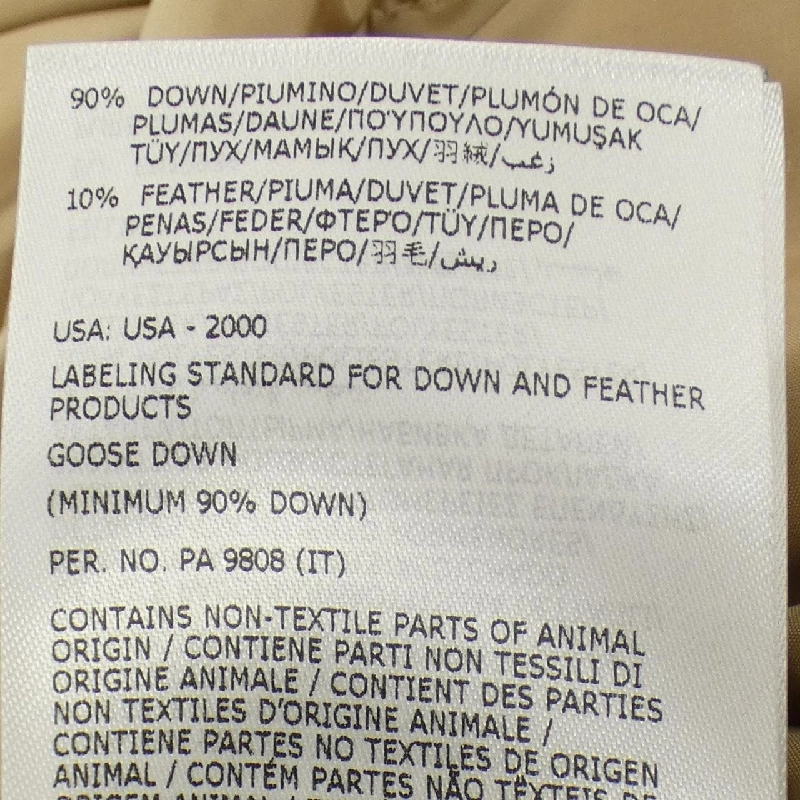 90% DOWN/PIUMINO/DUVET/PLUMÓN DE OCA/
PLUMAS/DAUNE/ΠΟΎΠΟΥΛΟ/YUMUŞAK
TÜY/ПУХ/МАМЫҚ/ПУХ/羽絨/زغب
10% FEATHER/PIUMA/DUVET/PLUMA DE OCA/
PENAS/FEDER/ΦΤΕΡΌ/TÜY/ПЕРО/
ҚАУЫРСЫН/ПЕРО/羽毛/ريش
USA: USA - 2000
LABELING STANDARD FOR DOWN AND FEATHER
PRODUCTS
GOOSE DOWN
(MINIMUM 90% DOWN)
PER. NO. PA 9808 (IT)
CONTAINS NON-TEXTILE PARTS OF ANIMAL
ORIGIN / CONTIENE PARTI NON TESSILI DI
ORIGINE ANIMALE / CONTIENT DES PARTIES
NON TEXTILES D'ORIGINE ANIMALE /
CONTIENE PARTES NO TEXTILES DE ORIGEN
ANIMAL / CONTÉM PARTES NÃO TÊXTEIS DE